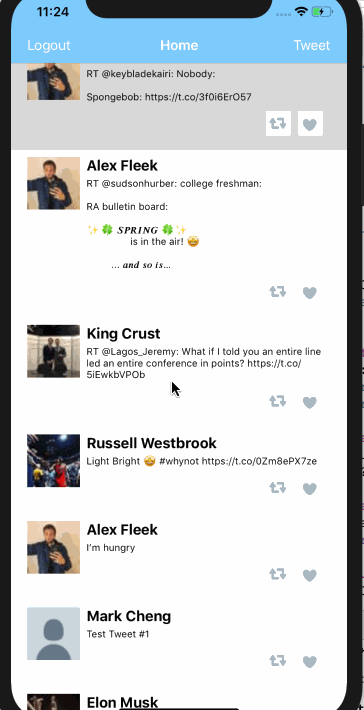 11:24
Logout Home Tweet
RT @keybladekairi: Nobody:
Spongebob: https://t.co/3f0i6ErO57
Alex Fleek
RT @sudsonhurber: college freshman:
RA bulletin board:
✨🍀 𝑺𝑷𝑹𝑰𝑵𝑮 🍀✨
is in the air! 🤩
... 𝒂𝒏𝒅 𝒔𝒐 𝒊𝒔...
King Crust
RT @Lagos_Jeremy: What if I told you an entire line
led an entire conference in points? https://t.co/
5iEwkbVPOb
Russell Westbrook
Light Bright 🤩 #whynot https://t.co/0Zm8ePX7ze
Alex Fleek
I'm hungry
Mark Cheng
Test Tweet #1
Elon Musk